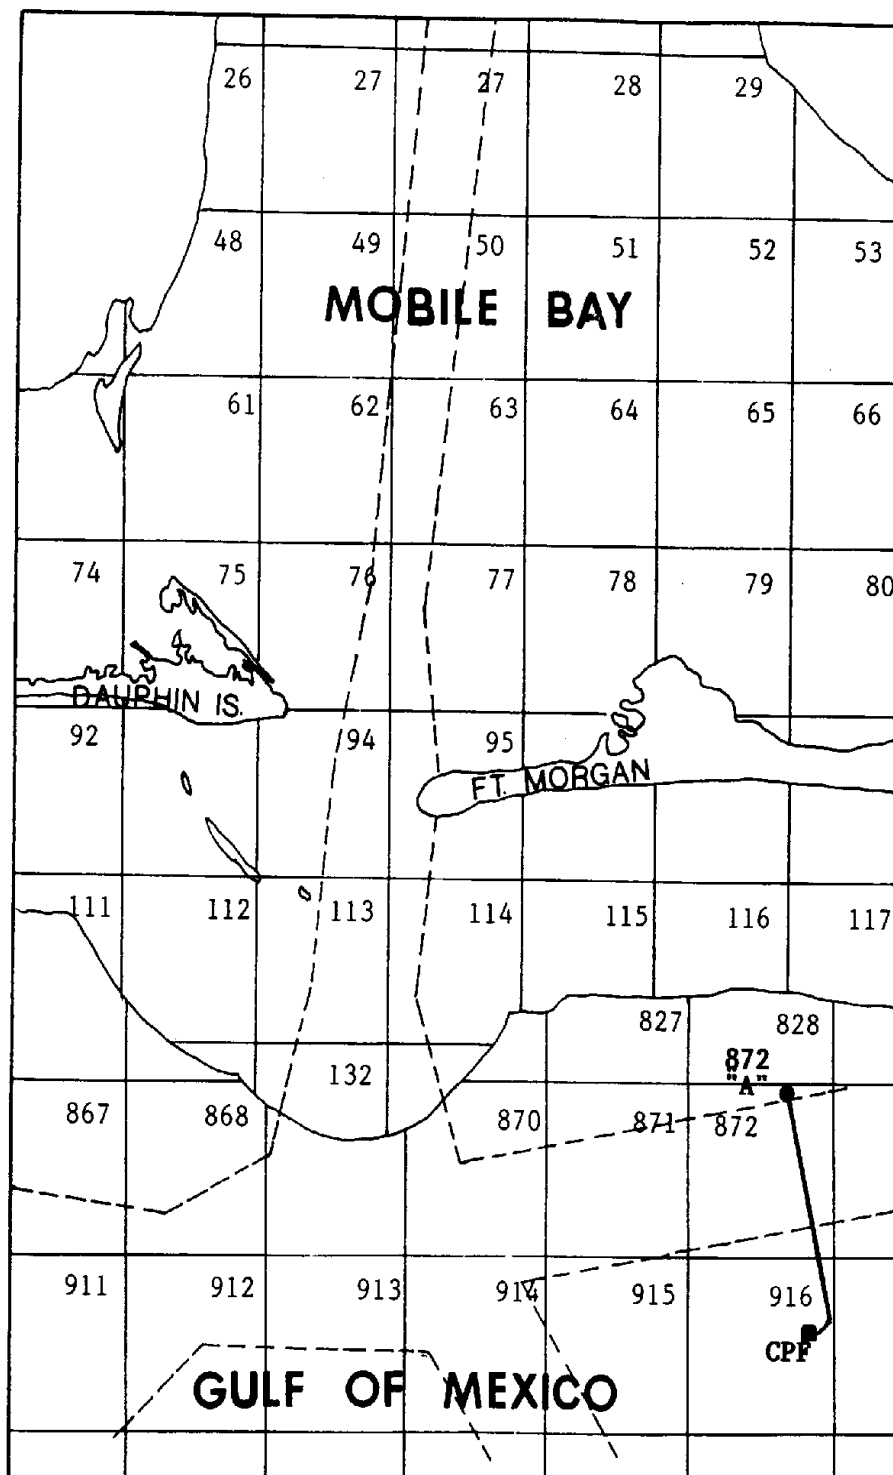 26 27 27 28 29
48 49 50 51 52 53
MOBILE BAY
61 62 63 64 65 66
74 75 76 77 78 79 80
DAUPHIN IS.
92 94 95
FT. MORGAN
111 112 113 114 115 116 117
827 828
872
"A"
132
867 868 870 871 872
911 912 913 914 915 916
CPF
GULF OF MEXICO